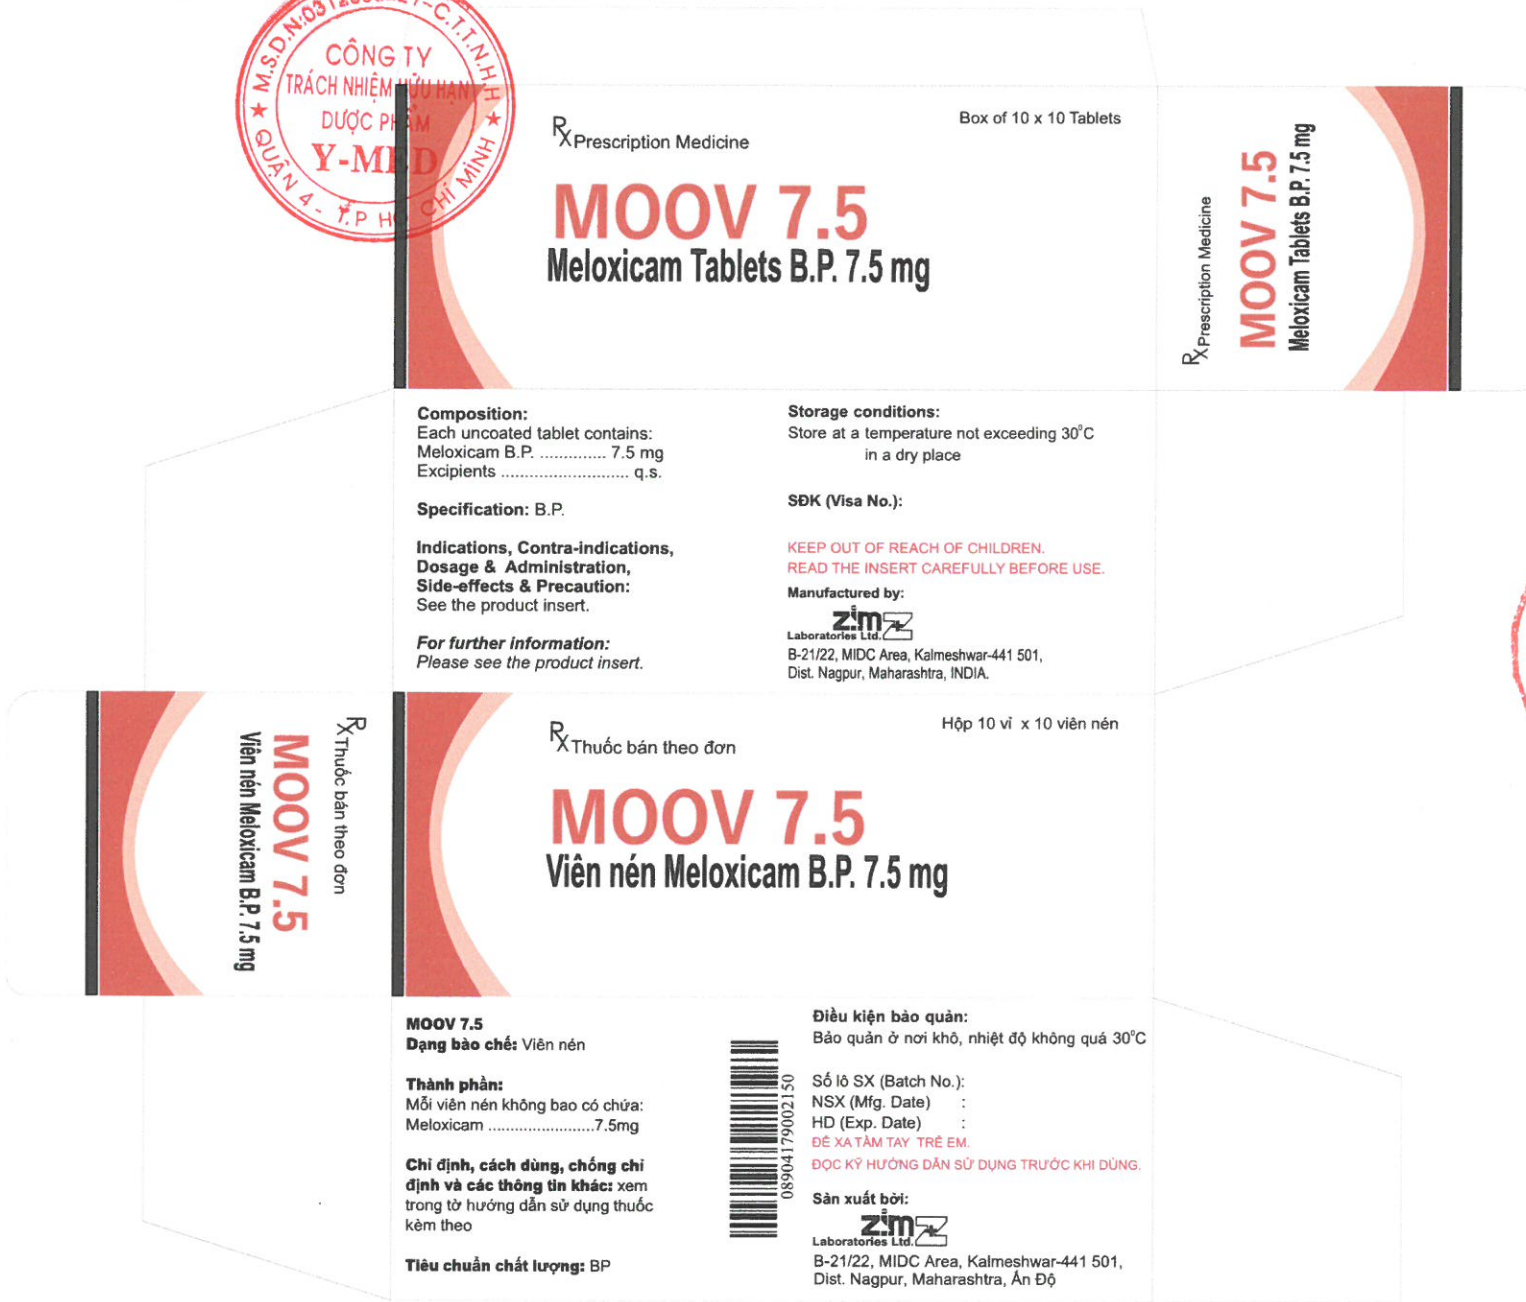 CÔNG TY
TRÁCH NHIỆM HỮU HẠN
DƯỢC PHẨM
Y-MED
QUẬN 4 - T.P HỒ CHÍ MINH
Rx Prescription Medicine
Box of 10 x 10 Tablets
MOOV 7.5
Meloxicam Tablets B.P. 7.5 mg
Rx Prescription Medicine
MOOV 7.5
Meloxicam Tablets B.P. 7.5 mg
Composition:
Each uncoated tablet contains:
Meloxicam B.P. .............. 7.5 mg
Excipients ........................... q.s.
Specification: B.P.
Indications, Contra-indications,
Dosage & Administration,
Side-effects & Precaution:
See the product insert.
For further information:
Please see the product insert.
Storage conditions:
Store at a temperature not exceeding 30°C
in a dry place
SĐK (Visa No.):
KEEP OUT OF REACH OF CHILDREN.
READ THE INSERT CAREFULLY BEFORE USE.
Manufactured by:
zim
Laboratories Ltd.
B-21/22, MIDC Area, Kalmeshwar-441 501,
Dist. Nagpur, Maharashtra, INDIA.
Rx Thuốc bán theo đơn
MOOV 7.5
Viên nén Meloxicam B.P. 7.5 mg
Rx Thuốc bán theo đơn
Hộp 10 vỉ x 10 viên nén
MOOV 7.5
Viên nén Meloxicam B.P. 7.5 mg
MOOV 7.5
Dạng bào chế: Viên nén
Thành phần:
Mỗi viên nén không bao có chứa:
Meloxicam .......................7.5mg
Chỉ định, cách dùng, chống chỉ
định và các thông tin khác: xem
trong tờ hướng dẫn sử dụng thuốc
kèm theo
Tiêu chuẩn chất lượng: BP
08904179002150
Điều kiện bảo quản:
Bảo quản ở nơi khô, nhiệt độ không quá 30°C
Số lô SX (Batch No.):
NSX (Mfg. Date) :
HD (Exp. Date) :
ĐỂ XA TẦM TAY TRẺ EM.
ĐỌC KỸ HƯỚNG DẪN SỬ DỤNG TRƯỚC KHI DÙNG.
Sản xuất bởi:
zim
Laboratories Ltd.
B-21/22, MIDC Area, Kalmeshwar-441 501,
Dist. Nagpur, Maharashtra, Ấn Độ